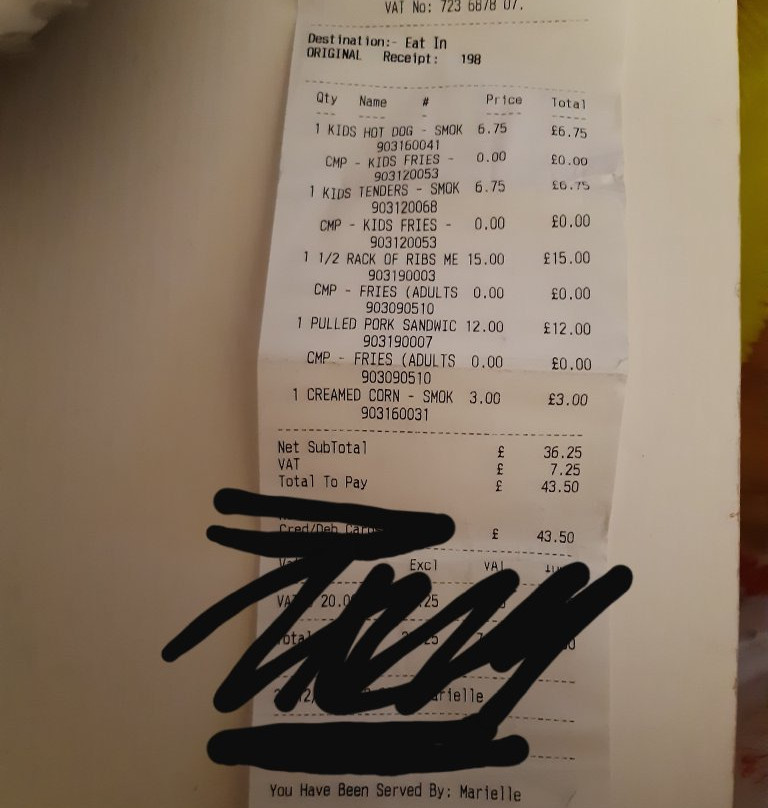 VAT No: 723 6878 07.
Destination:- Eat In
ORIGINAL Receipt: 198
Qty Name # Price Total
1 KIDS HOT DOG - SMOK 6.75 £6.75
903160041
CMP - KIDS FRIES - 0.00 £0.00
903120053
1 KIDS TENDERS - SMOK 6.75 £6.75
903120068
CMP - KIDS FRIES - 0.00 £0.00
903120053
1 1/2 RACK OF RIBS ME 15.00 £15.00
903190003
CMP - FRIES (ADULTS 0.00 £0.00
903090510
1 PULLED PORK SANDWIC 12.00 £12.00
903190007
CMP - FRIES (ADULTS 0.00 £0.00
903090510
1 CREAMED CORN - SMOK 3.00 £3.00
903160031
Net SubTotal £ 36.25
VAT £ 7.25
Total To Pay £ 43.50
Cred/Deb Cards £ 43.50
Excl VAT
VAT 20.0
You Have Been Served By: Marielle